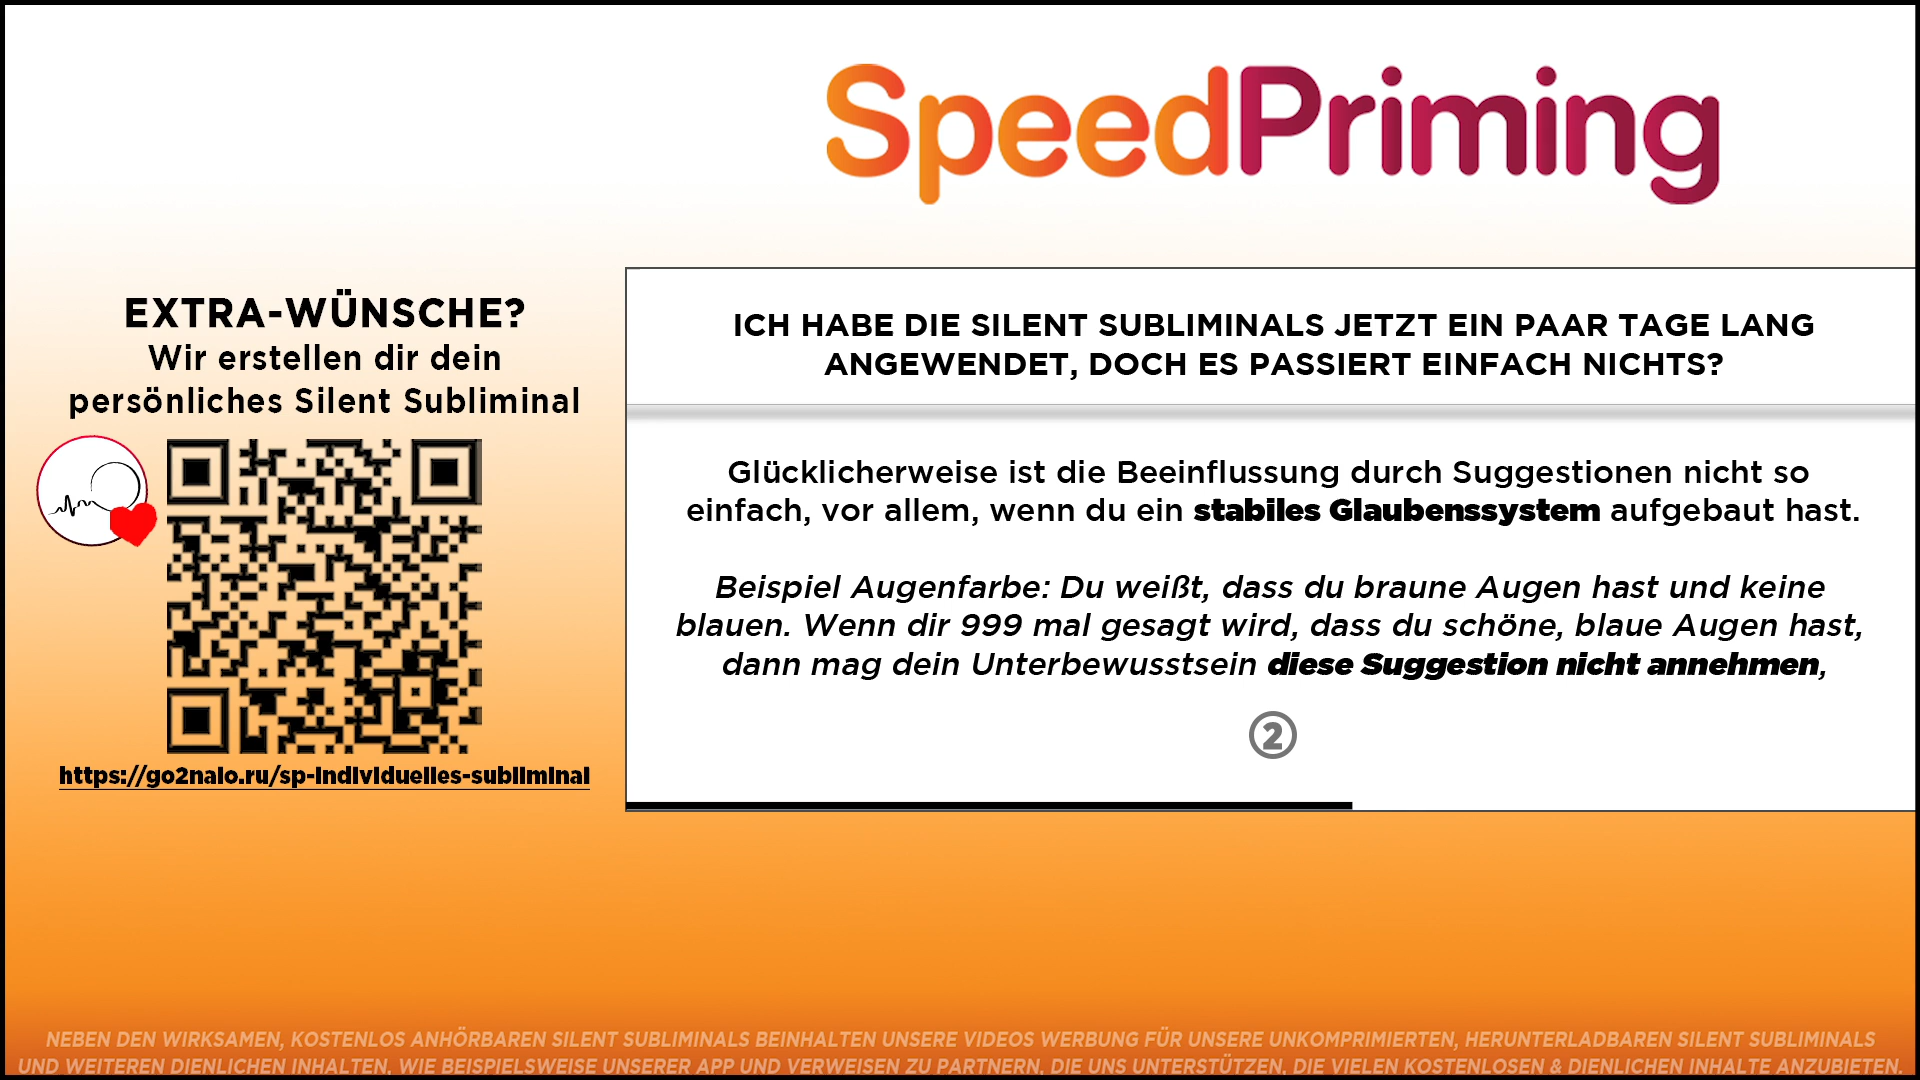 SpeedPriming
EXTRA-WÜNSCHE?
Wir erstellen dir dein
persönliches Silent Subliminal
https://go2nalo.ru/sp-individuelles-subliminal
ICH HABE DIE SILENT SUBLIMINALS JETZT EIN PAAR TAGE LANG
ANGEWENDET, DOCH ES PASSIERT EINFACH NICHTS?
Glücklicherweise ist die Beeinflussung durch Suggestionen nicht so
einfach, vor allem, wenn du ein stabiles Glaubenssystem aufgebaut hast.
Beispiel Augenfarbe: Du weißt, dass du braune Augen hast und keine
blauen. Wenn dir 999 mal gesagt wird, dass du schöne, blaue Augen hast,
dann mag dein Unterbewusstsein diese Suggestion nicht annehmen,
2
NEBEN DEN WIRKSAMEN, KOSTENLOS ANHÖRBAREN SILENT SUBLIMINALS BEINHALTEN UNSERE VIDEOS WERBUNG FÜR UNSERE UNKOMPRIMIERTEN, HERUNTERLADBAREN SILENT SUBLIMINALS
UND WEITEREN DIENLICHEN INHALTEN, WIE BEISPIELSWEISE UNSERER APP UND VERWEISEN ZU PARTNERN, DIE UNS UNTERSTÜTZEN, DIE VIELEN KOSTENLOSEN & DIENLICHEN INHALTE ANZUBIETEN.